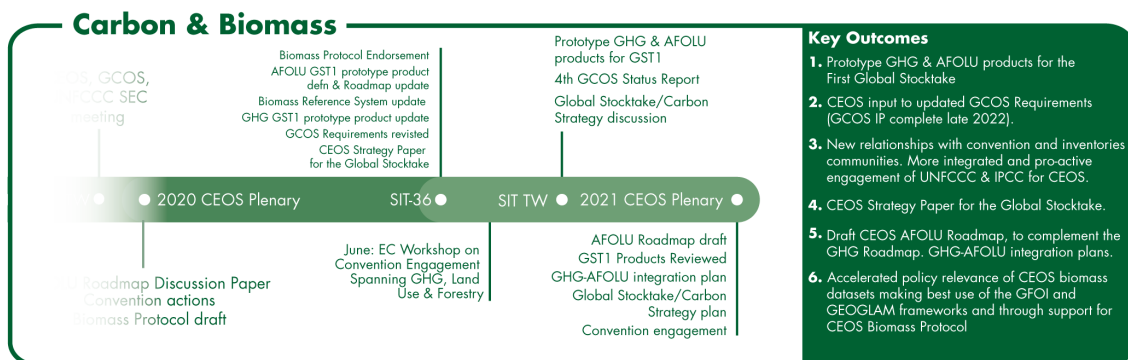 Carbon & Biomass
GCOS,
SEC
meeting
Biomass Protocol Endorsement
AFOLU GST1 prototype product
defn & Roadmap update
Biomass Reference System update
GHG GST1 prototype product update
GCOS Requirements revisted
CEOS Strategy Paper
for the Global Stocktake
Prototype GHG & AFOLU
products for GST1
4th GCOS Status Report
Global Stocktake/Carbon
Strategy discussion
2020 CEOS Plenary
SIT-36
SIT TW
2021 CEOS Plenary
Roadmap Discussion Paper
Convention actions
Biomass Protocol draft
June: EC Workshop on
Convention Engagement
Spanning GHG, Land
Use & Forestry
AFOLU Roadmap draft
GST1 Products Reviewed
GHG-AFOLU integration plan
Global Stocktake/Carbon
Strategy plan
Convention engagement
Key Outcomes
1. Prototype GHG & AFOLU products for the
First Global Stocktake
2. CEOS input to updated GCOS Requirements
(GCOS IP complete late 2022).
3. New relationships with convention and inventories
communities. More integrated and pro-active
engagement of UNFCCC & IPCC for CEOS.
4. CEOS Strategy Paper for the Global Stocktake.
5. Draft CEOS AFOLU Roadmap, to complement the
GHG Roadmap. GHG-AFOLU integration plans.
6. Accelerated policy relevance of CEOS biomass
datasets making best use of the GFOI and
GEOGLAM frameworks and through support for
CEOS Biomass Protocol